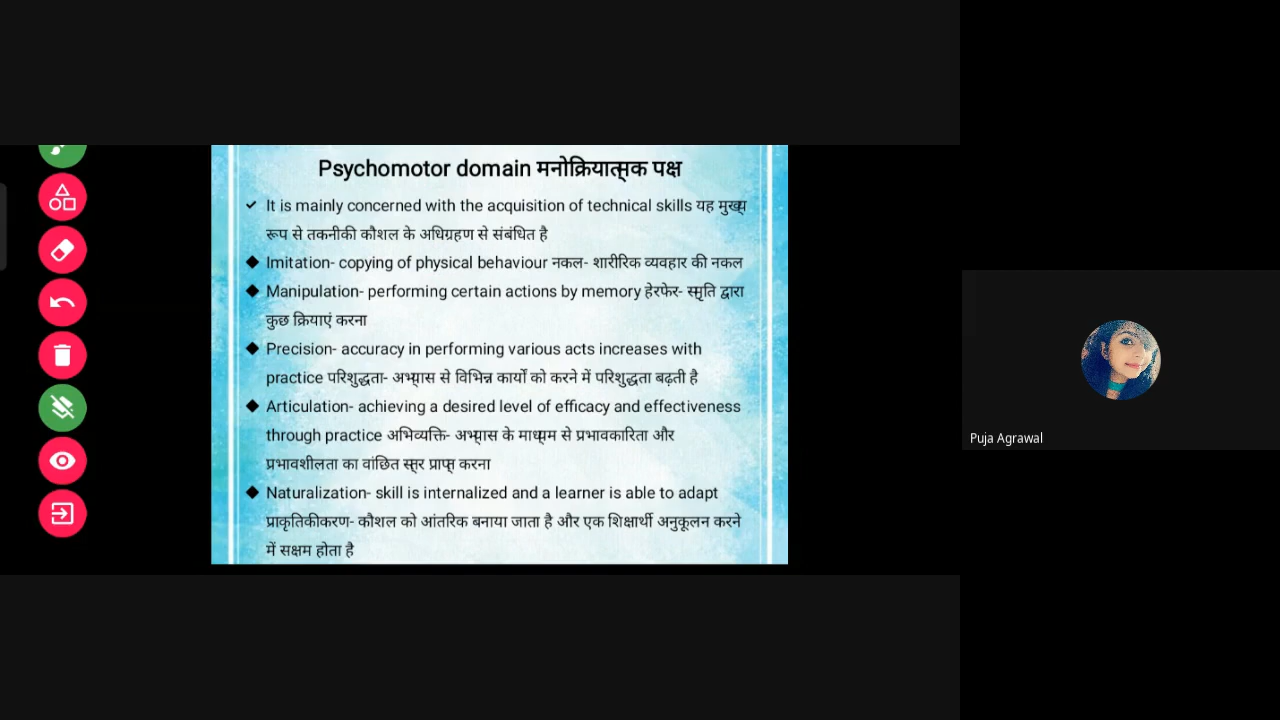 Psychomotor domain मनोक्रियात्मक पक्ष
✓ It is mainly concerned with the acquisition of technical skills यह मुख्य
रूप से तकनीकी कौशल के अधिग्रहण से संबंधित है
◆ Imitation- copying of physical behaviour नकल- शारीरिक व्यवहार की नकल
◆ Manipulation- performing certain actions by memory हेरफेर- स्मृति द्वारा
कुछ क्रियाएं करना
◆ Precision- accuracy in performing various acts increases with
practice परिशुद्धता- अभ्यास से विभिन्न कार्यों को करने में परिशुद्धता बढ़ती है
◆ Articulation- achieving a desired level of efficacy and effectiveness
through practice अभिव्यक्ति- अभ्यास के माध्यम से प्रभावकारिता और
प्रभावशीलता का वांछित स्तर प्राप्त करना
◆ Naturalization- skill is internalized and a learner is able to adapt
प्राकृतिकीकरण- कौशल को आंतरिक बनाया जाता है और एक शिक्षार्थी अनुकूलन करने
में सक्षम होता है
Puja Agrawal